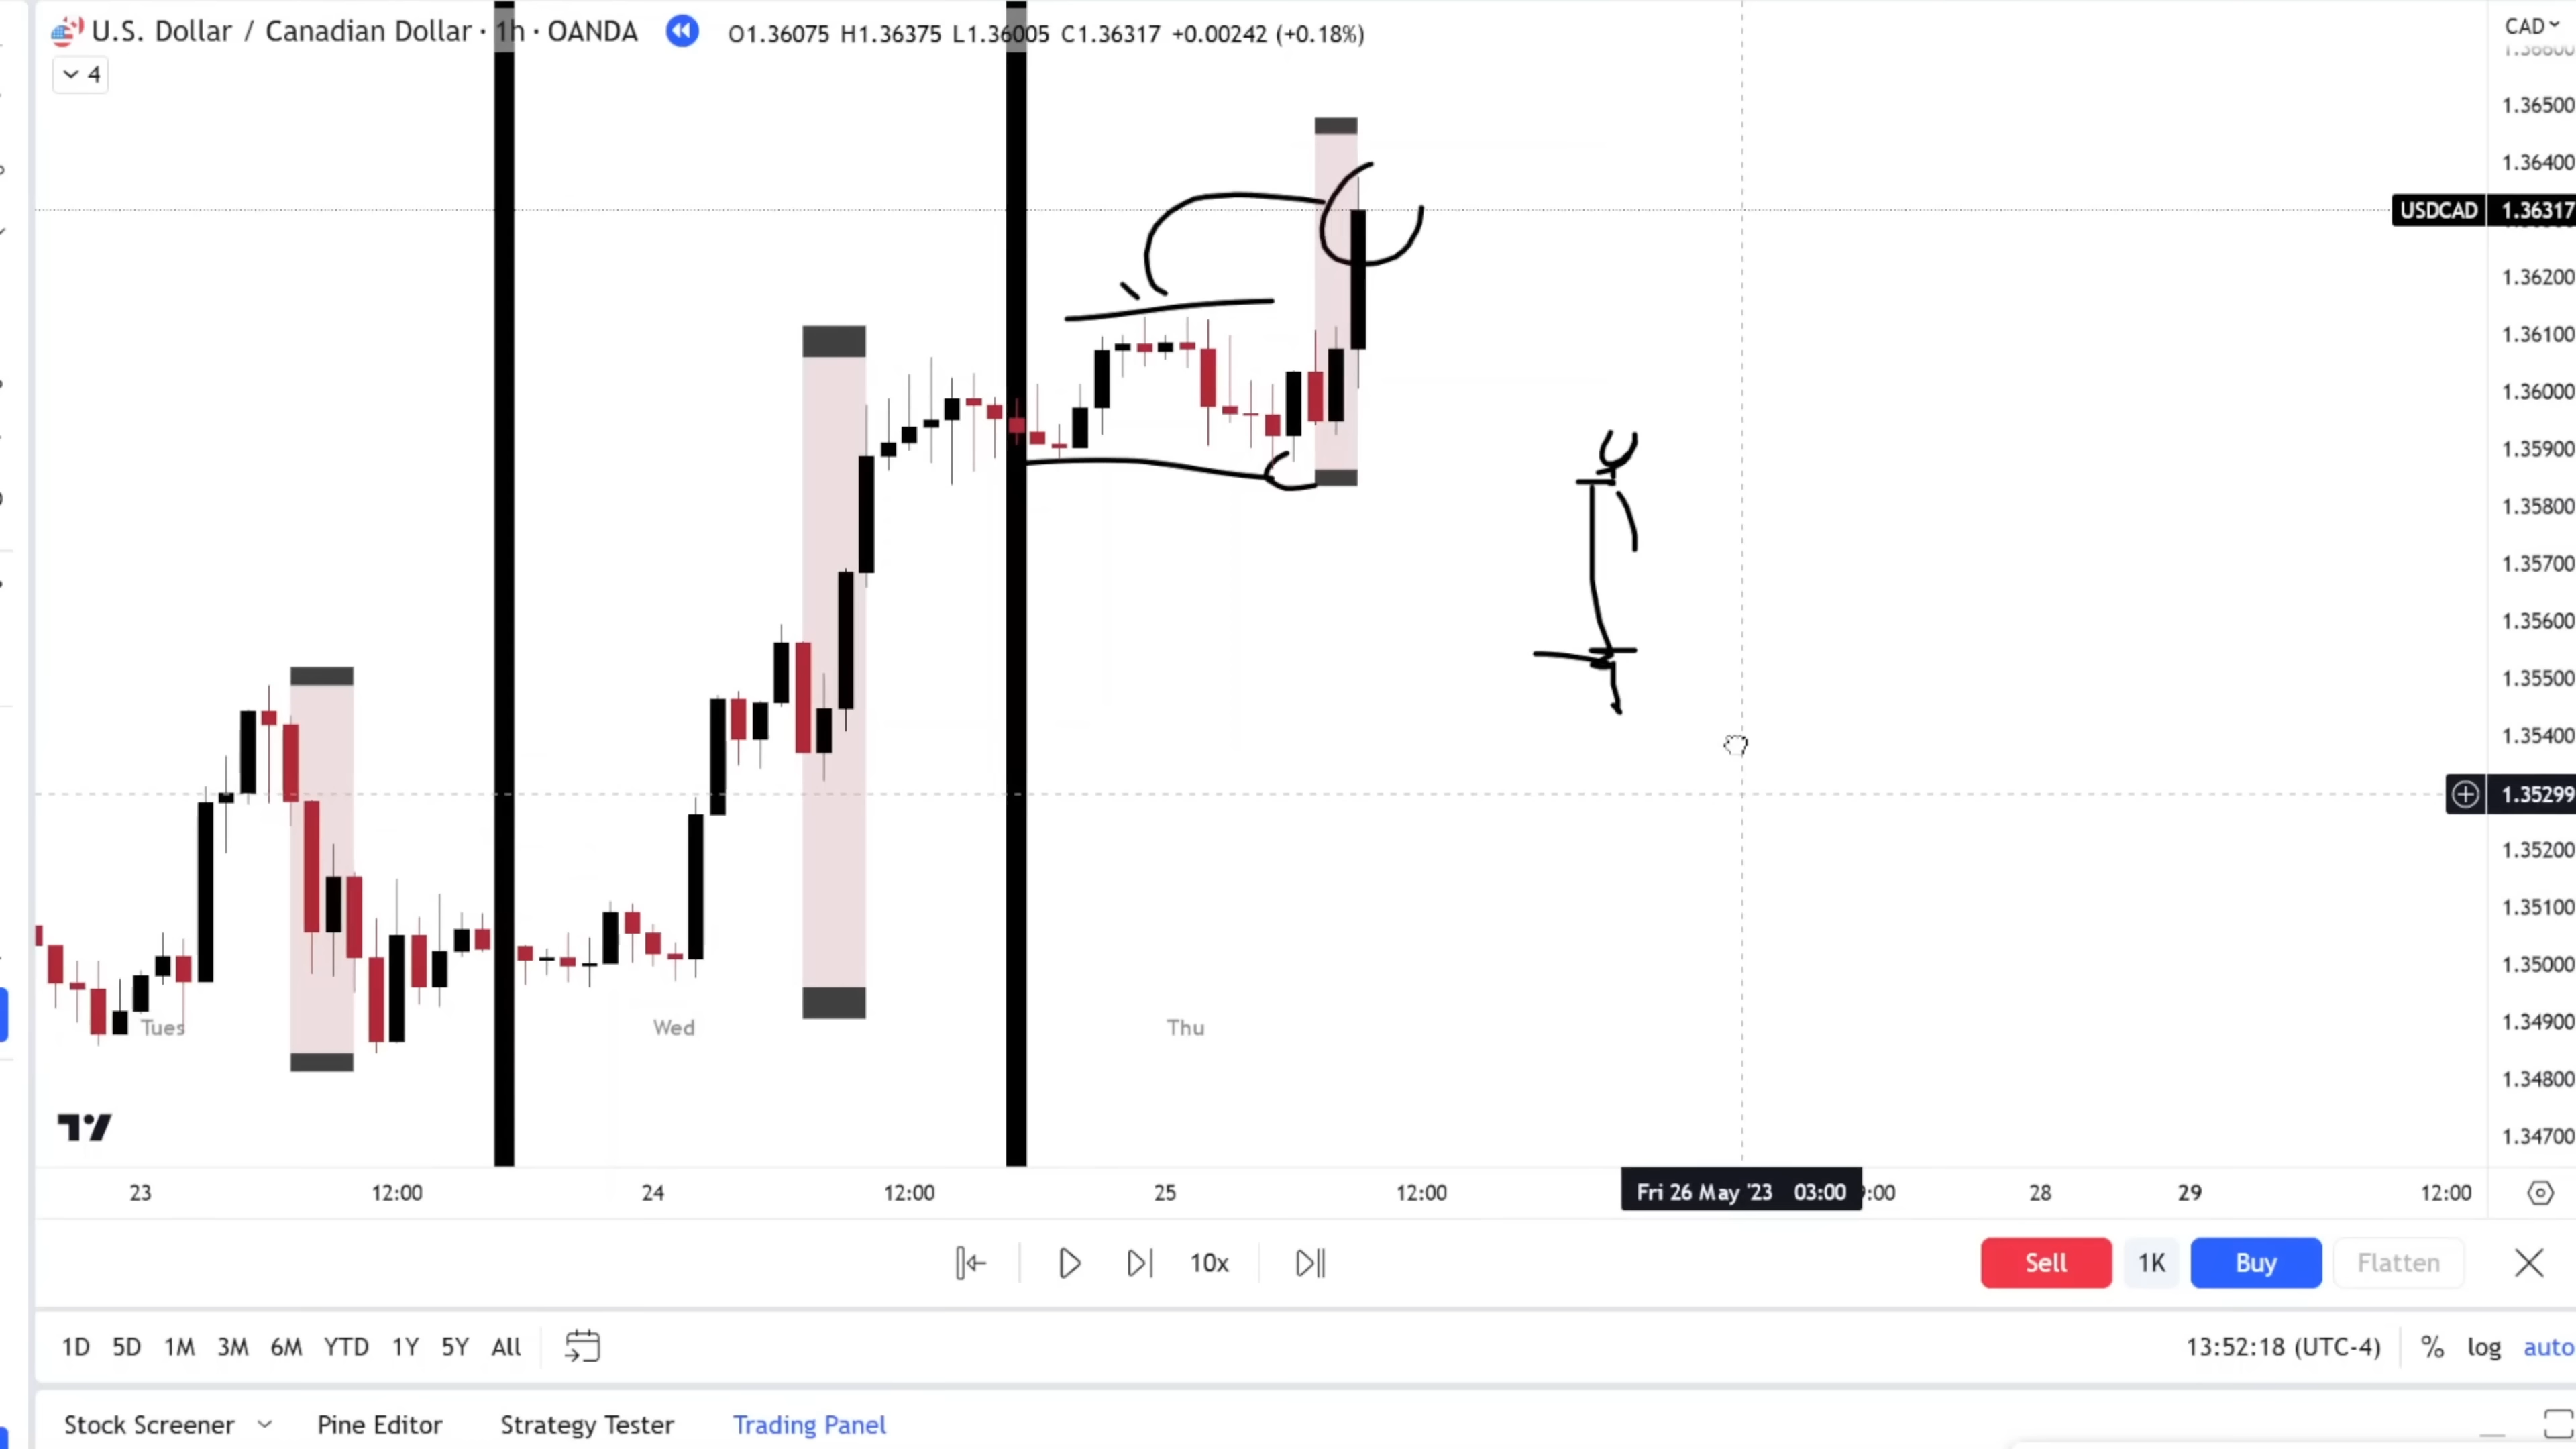 U.S. Dollar / Canadian Dollar · 1h · OANDA O1.36075 H1.36375 L1.36005 C1.36317 +0.00242 (+0.18%) CAD
4
1.36500
1.36400
USDCAD 1.36317
1.36200
1.36100
1.36000
1.35900
1.35800
1.35700
1.35600
1.35500
1.35400
1.35299
1.35200
1.35100
1.35000
1.34900
1.34800
1.34700
Tues Wed Thu
23 12:00 24 12:00 25 12:00 Fri 26 May '23 03:00 :00 28 29 12:00
10x Sell 1K Buy Flatten
1D 5D 1M 3M 6M YTD 1Y 5Y All 13:52:18 (UTC-4) % log auto
Stock Screener Pine Editor Strategy Tester Trading Panel